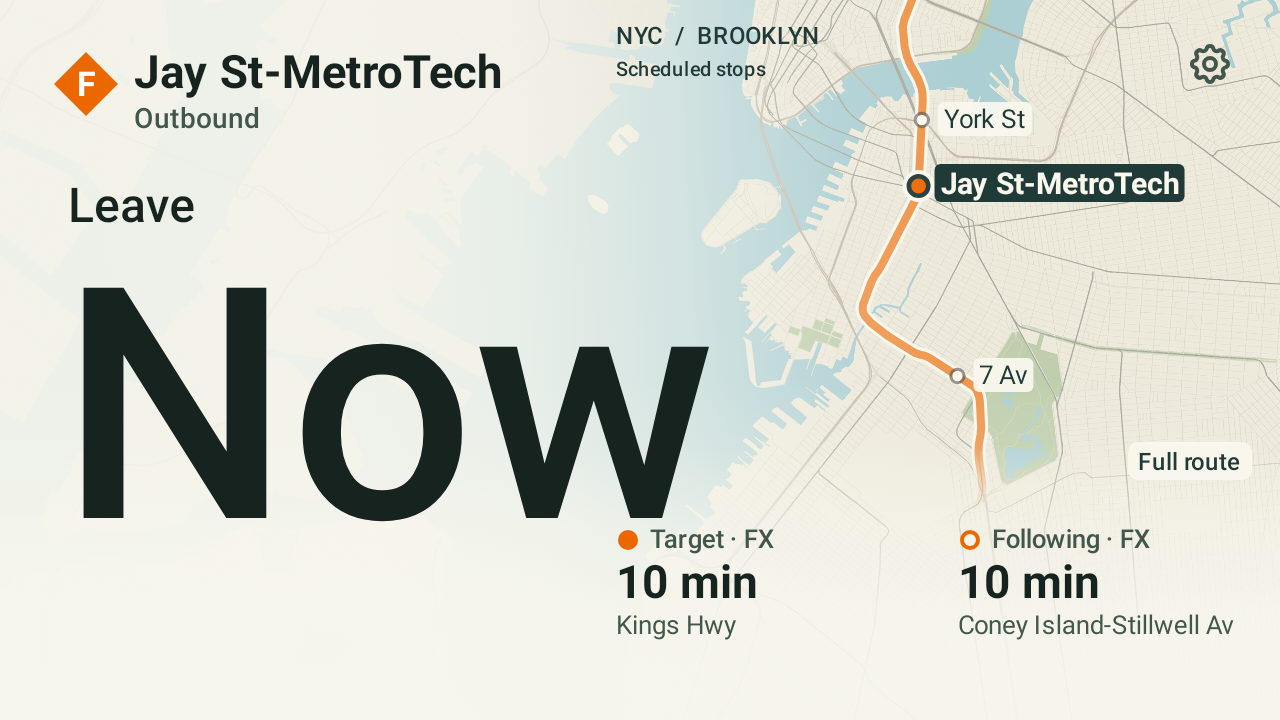 F
Jay St-MetroTech
Outbound
Leave
Now
NYC / BROOKLYN
Scheduled stops
York St
Jay St-MetroTech
7 Av
Full route
Target · FX
10 min
Kings Hwy
Following · FX
10 min
Coney Island-Stillwell Av